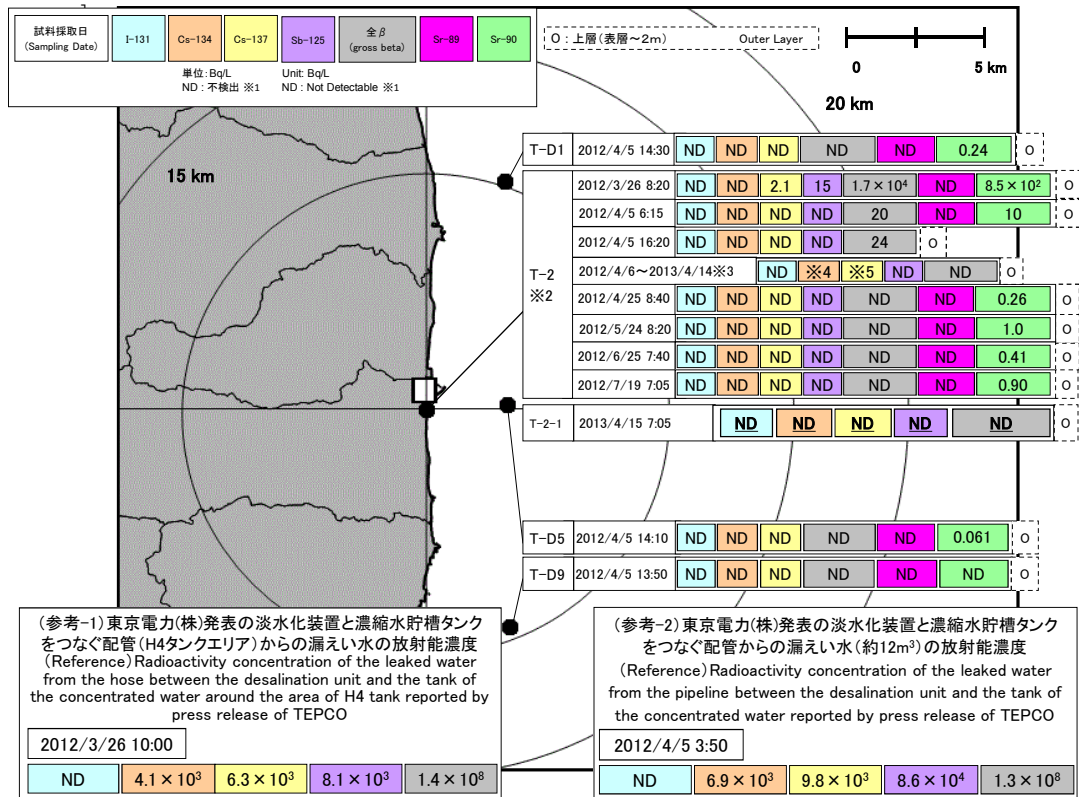 試料採取日
(Sampling Date)
I-131
Cs-134
Cs-137
Sb-125
全β
(gross beta)
Sr-89
Sr-90
単位:Bq/L
ND : 不検出 ※1
Unit: Bq/L
ND : Not Detectable ※1
O : 上層(表層～2m) Outer Layer
0 5 km
20 km
15 km
T-D1 2012/4/5 14:30 ND ND ND ND ND 0.24 O
T-2
※2
2012/3/26 8:20 ND ND 2.1 15 1.7×10⁴ ND 8.5×10² O
2012/4/5 6:15 ND ND ND ND 20 ND 10 O
2012/4/5 16:20 ND ND ND ND 24 O
2012/4/6～2013/4/14※3 ND ※4 ※5 ND ND O
2012/4/25 8:40 ND ND ND ND ND ND 0.26 O
2012/5/24 8:20 ND ND ND ND ND ND 1.0 O
2012/6/25 7:40 ND ND ND ND ND ND 0.41 O
2012/7/19 7:05 ND ND ND ND ND ND 0.90 O
T-2-1 2013/4/15 7:05 ND ND ND ND ND O
T-D5 2012/4/5 14:10 ND ND ND ND ND 0.061 O
T-D9 2012/4/5 13:50 ND ND ND ND ND ND O
(参考-1)東京電力(株)発表の淡水化装置と濃縮水貯槽タンク
をつなぐ配管(H4タンクエリア)からの漏えい水の放射能濃度
(Reference)Radioactivity concentration of the leaked water
from the hose between the desalination unit and the tank of
the concentrated water around the area of H4 tank reported by
press release of TEPCO
2012/3/26 10:00
ND 4.1×10³ 6.3×10³ 8.1×10³ 1.4×10⁸
(参考-2)東京電力(株)発表の淡水化装置と濃縮水貯槽タンク
をつなぐ配管からの漏えい水(約12m³)の放射能濃度
(Reference)Radioactivity concentration of the leaked water
from the pipeline between the desalination unit and the tank of
the concentrated water reported by press release of TEPCO
2012/4/5 3:50
ND 6.9×10³ 9.8×10³ 8.6×10⁴ 1.3×10⁸